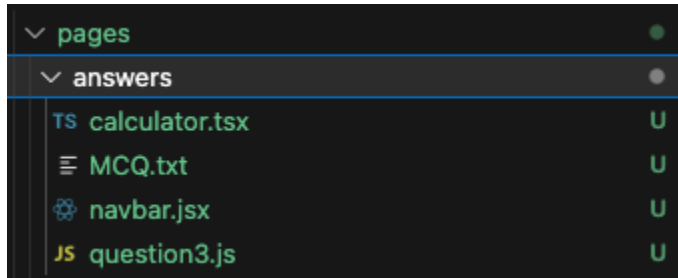 pages
answers
TS calculator.tsx U
MCQ.txt U
navbar.jsx U
JS question3.js U